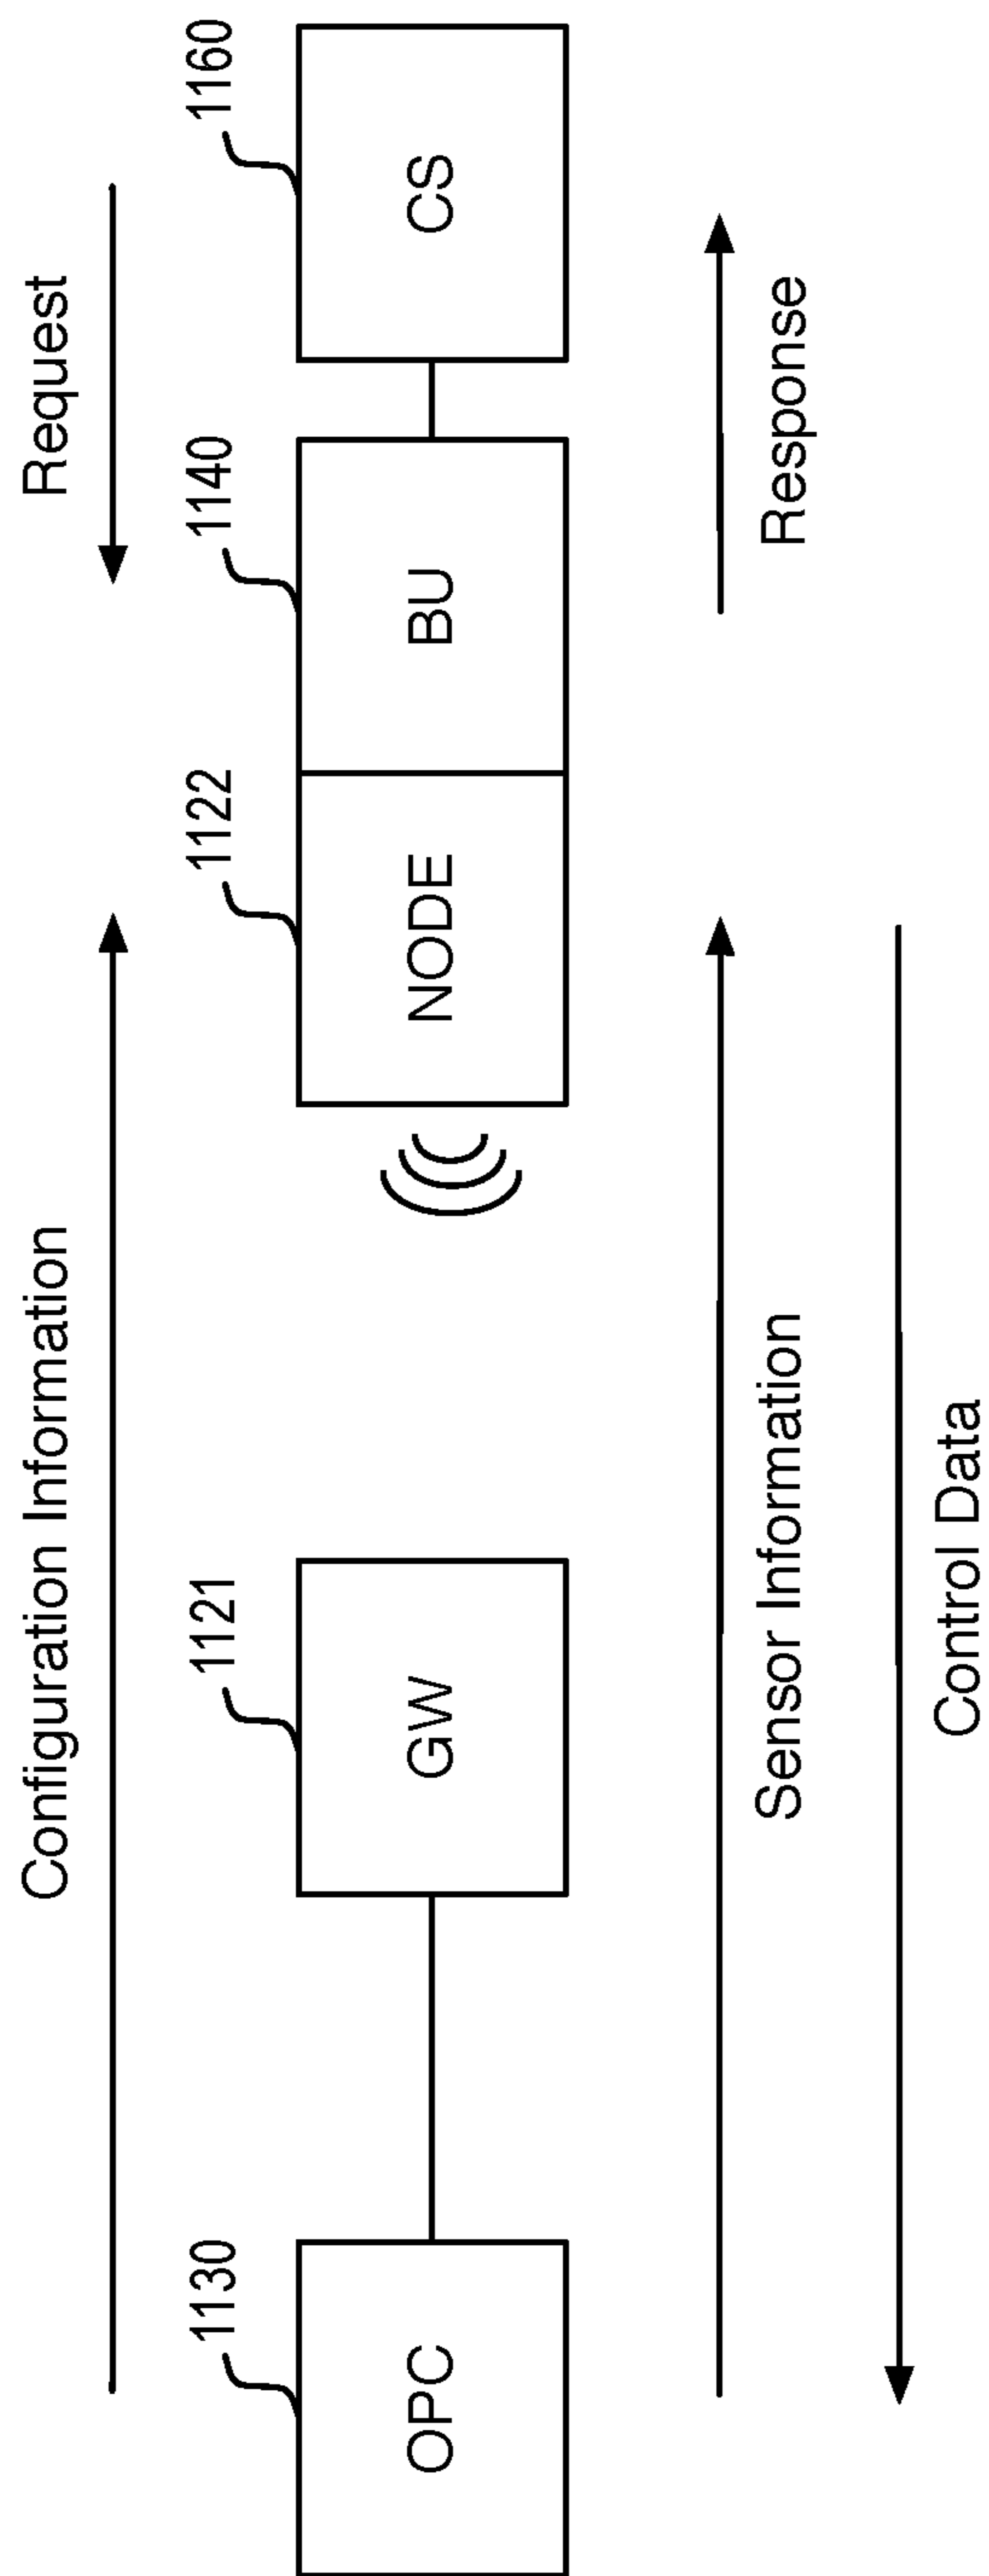 Configuration Information
Request
1130
1121
1122
1140
1160
OPC
GW
NODE
BU
CS
Sensor Information
Response
Control Data